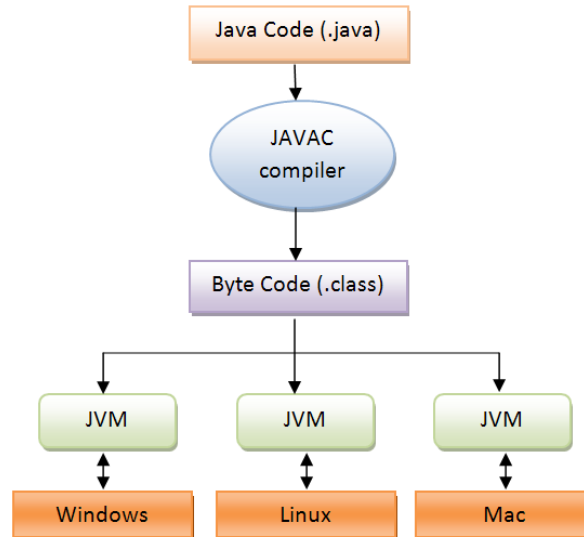 Java Code (.java)
JAVAC
compiler
Byte Code (.class)
JVM
JVM
JVM
Windows
Linux
Mac